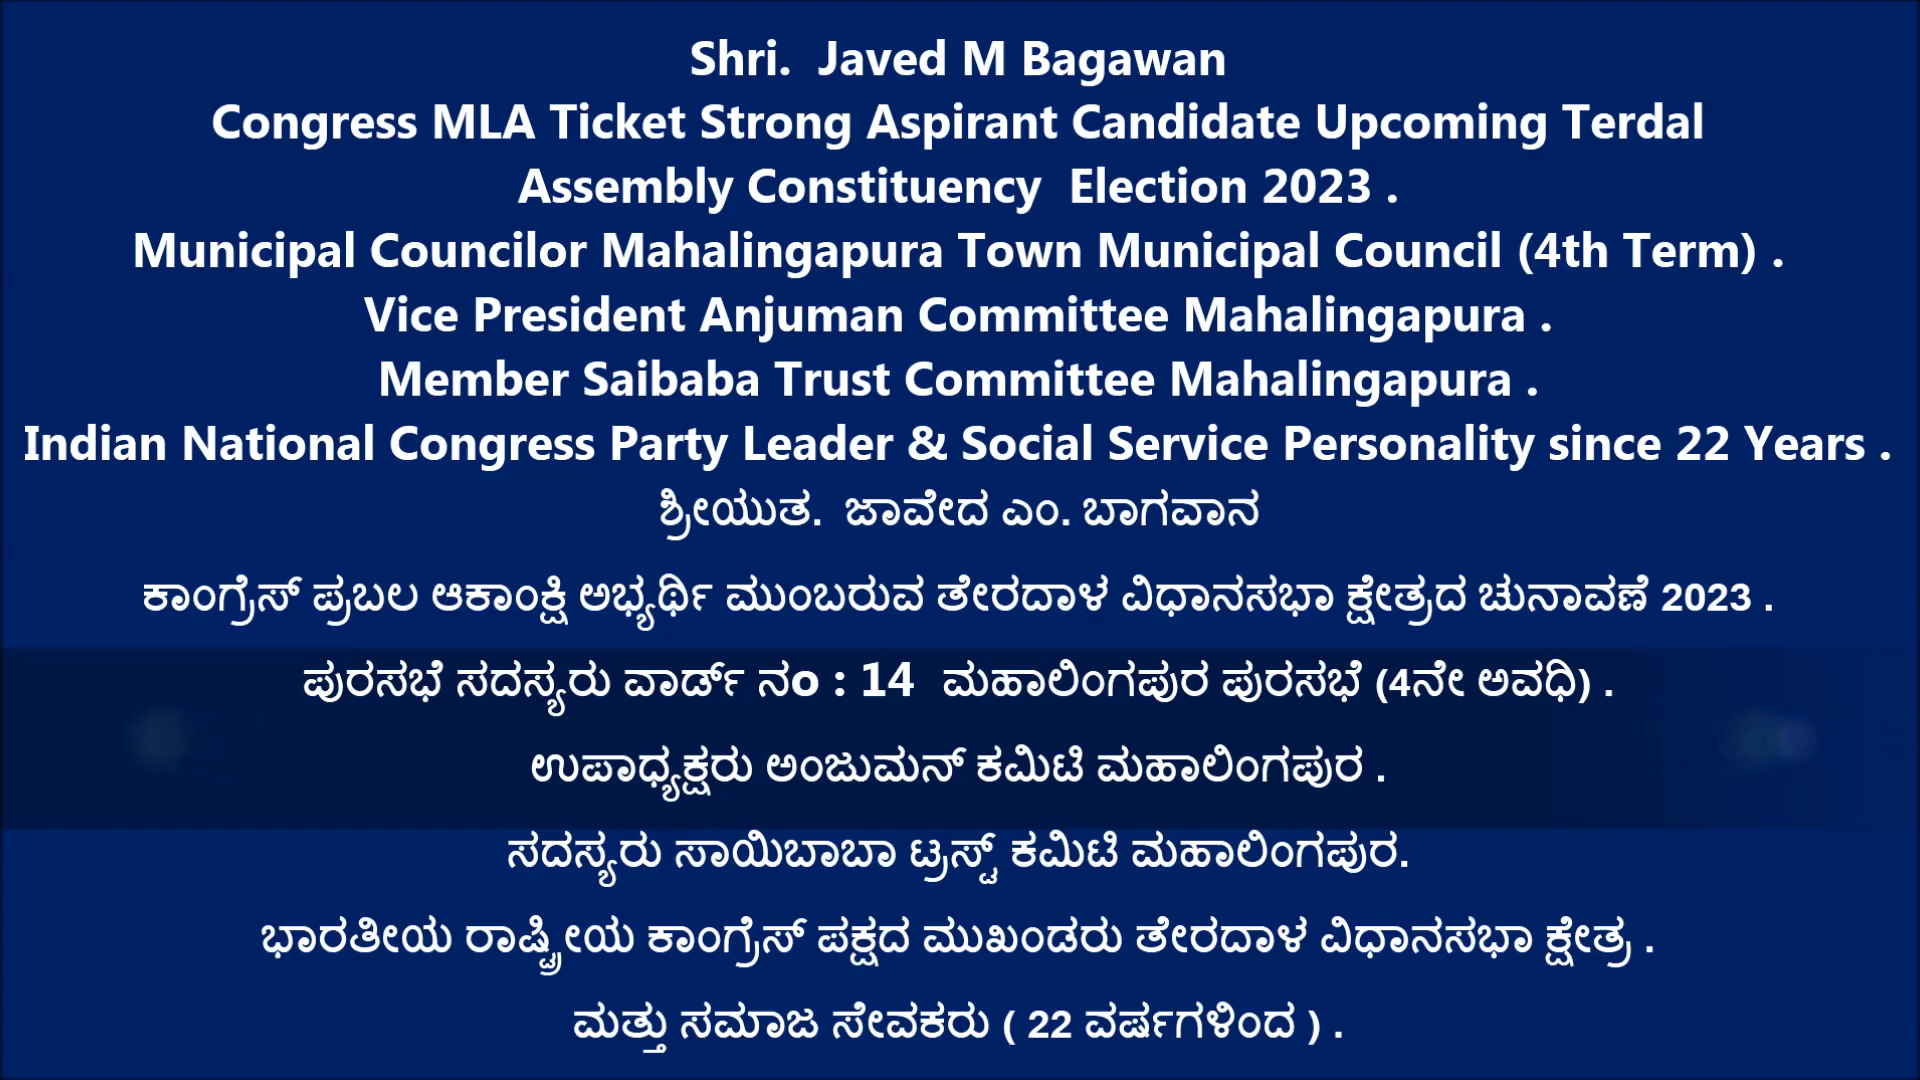 Shri. Javed M Bagawan
Congress MLA Ticket Strong Aspirant Candidate Upcoming Terdal
Assembly Constituency Election 2023 .
Municipal Councilor Mahalingapura Town Municipal Council (4th Term) .
Vice President Anjuman Committee Mahalingapura .
Member Saibaba Trust Committee Mahalingapura .
Indian National Congress Party Leader & Social Service Personality since 22 Years .
ಶ್ರೀಯುತ. ಜಾವೇದ ಎಂ. ಬಾಗವಾನ
ಕಾಂಗ್ರೆಸ್ ಪ್ರಬಲ ಆಕಾಂಕ್ಷಿ ಅಭ್ಯರ್ಥಿ ಮುಂಬರುವ ತೇರದಾಳ ವಿಧಾನಸಭಾ ಕ್ಷೇತ್ರದ ಚುನಾವಣೆ 2023 .
ಪುರಸಭೆ ಸದಸ್ಯರು ವಾರ್ಡ್ ನಂ : 14 ಮಹಾಲಿಂಗಪುರ ಪುರಸಭೆ (4ನೇ ಅವಧಿ) .
ಉಪಾಧ್ಯಕ್ಷರು ಅಂಜುಮನ್ ಕಮಿಟಿ ಮಹಾಲಿಂಗಪುರ .
ಸದಸ್ಯರು ಸಾಯಿಬಾಬಾ ಟ್ರಸ್ಟ್ ಕಮಿಟಿ ಮಹಾಲಿಂಗಪುರ.
ಭಾರತೀಯ ರಾಷ್ಟ್ರೀಯ ಕಾಂಗ್ರೆಸ್ ಪಕ್ಷದ ಮುಖಂಡರು ತೇರದಾಳ ವಿಧಾನಸಭಾ ಕ್ಷೇತ್ರ .
ಮತ್ತು ಸಮಾಜ ಸೇವಕರು ( 22 ವರ್ಷಗಳಿಂದ ) .